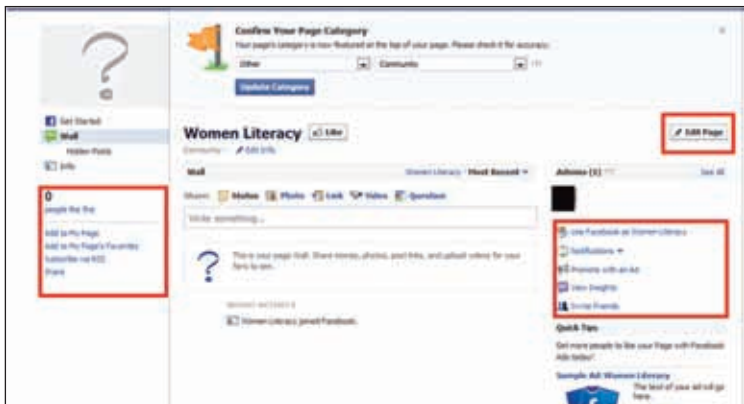 Confirm Your Page Category
Your page's category is now featured at the top of your page. Please check it for accuracy.
Other
Community
Update Category
Get Started
Wall
Hidden Posts
Info
Women Literacy
Like
Edit Page
Community
Edit Info
Wall
Women Literacy · Most Recent
Admins (1)
See All
Share:
Status
Photo
Link
Video
Question
Write something...
0
people like this
Add to My Page's Favorites
Subscribe via RSS
Share
This is your page Wall. Share stories, photos, post links, and upload videos for your fans to see.
RECENT ACTIVITY
Women Literacy joined Facebook.
Use Facebook as Women Literacy
Notifications
Promote with an Ad
View Insights
Invite Friends
Quick Tips
Get more people to like your Page with Facebook
Ads today!
Sample Ad: Women Literacy
The text of your ad will go
here.